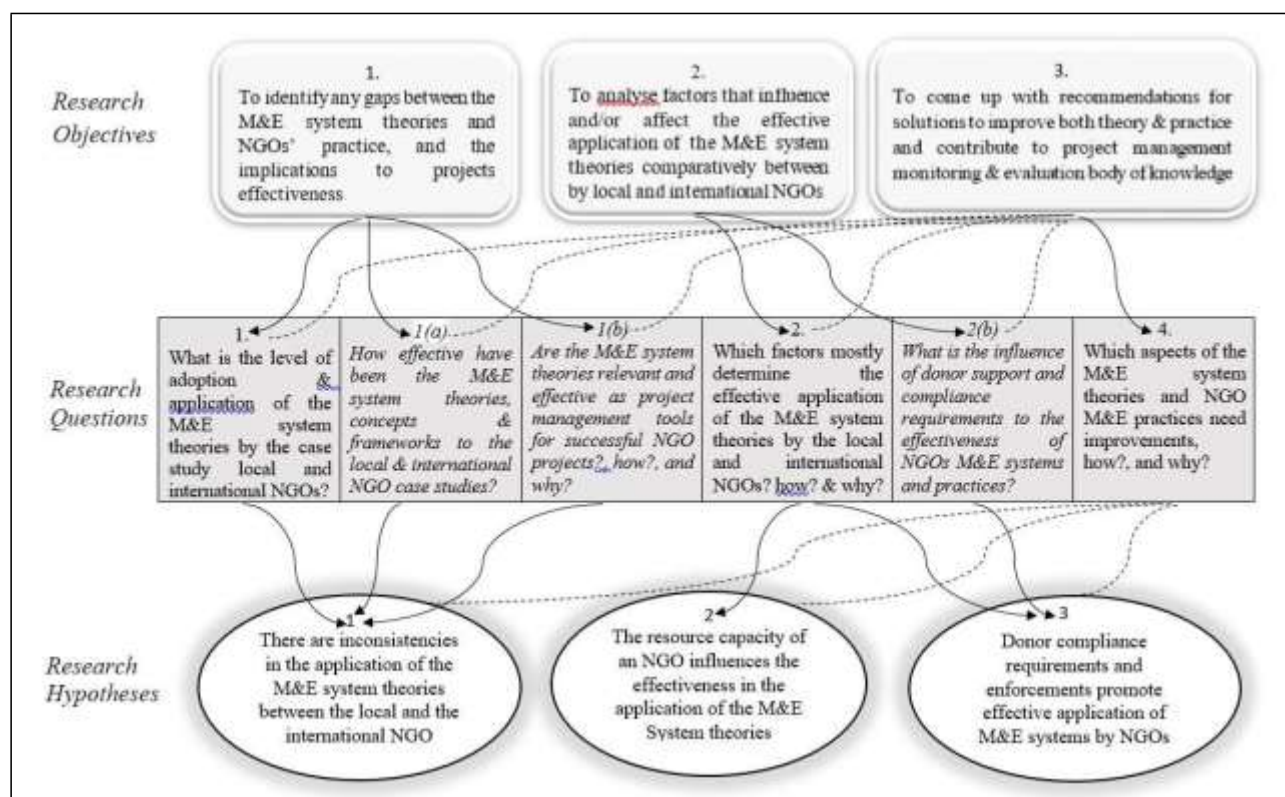 Research
Objectives
1.
To identify any gaps between the
M&E system theories and
NGOs' practice, and the
implications to projects
effectiveness
2.
To analyse factors that influence
and/or affect the effective
application of the M&E system
theories comparatively between
by local and international NGOs
3.
To come up with recommendations for
solutions to improve both theory & practice
and contribute to project management
monitoring & evaluation body of knowledge
Research
Questions
1.
What is the level of
adoption &
application of the
M&E system
theories by the case
study local and
international NGOs?
1(a)
How effective have
been the M&E
system theories,
concepts &
frameworks to the
local & international
NGO case studies?
1(b)
Are the M&E system
theories relevant and
effective as project
management tools
for successful NGO
projects?, how?, and
why?
2.
Which factors mostly
determine the
effective application
of the M&E system
theories by the local
and international
NGOs? how? & why?
2(b)
What is the influence
of donor support and
compliance
requirements to the
effectiveness of
NGOs M&E systems
and practices?
4.
Which aspects of the
M&E system
theories and NGO
M&E practices need
improvements,
how?, and why?
Research
Hypotheses
1
There are inconsistencies
in the application of the
M&E system theories
between the local and the
international NGO
2
The resource capacity of
an NGO influences the
effectiveness in the
application of the M&E
System theories
3
Donor compliance
requirements and
enforcements promote
effective application of
M&E systems by NGOs